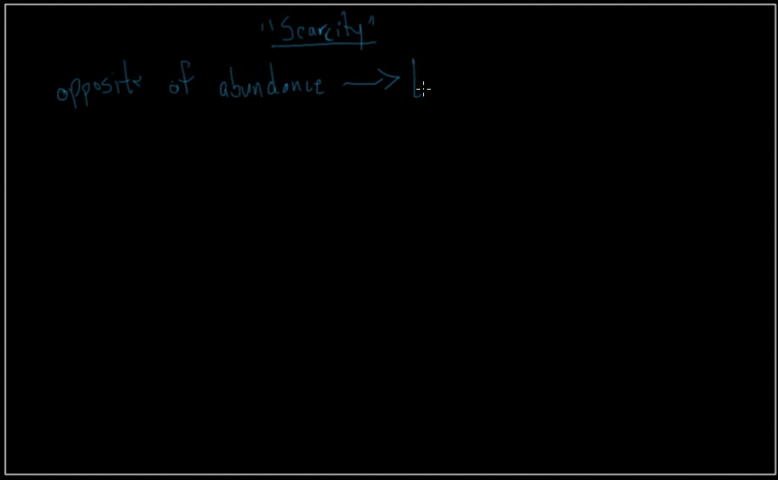 "Scarcity"
opposite of abundance —>